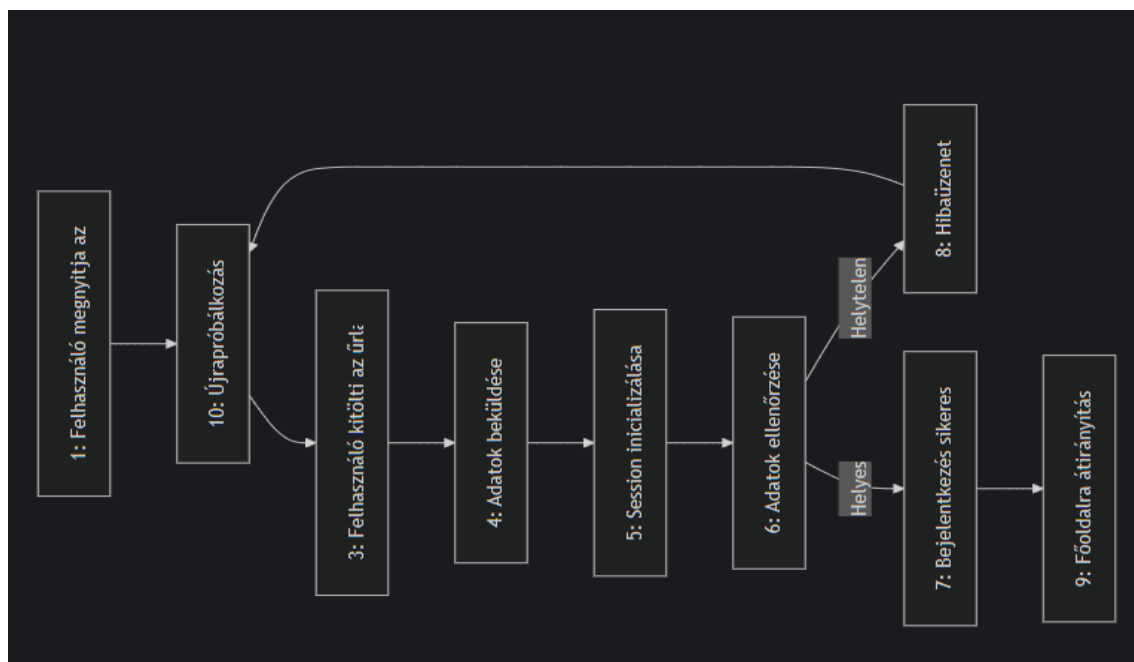 1: Felhasználó megnyitja az
10: Újrapróbálkozás
3: Felhasználó kitölti az
4: Adatok beküldése
5: Session inicializálása
6: Adatok ellenőrzése
Helyes
Helytelen
7: Bejelentkezés sikeres
8: Hibaüzenet
9: Főoldalra átirányítás